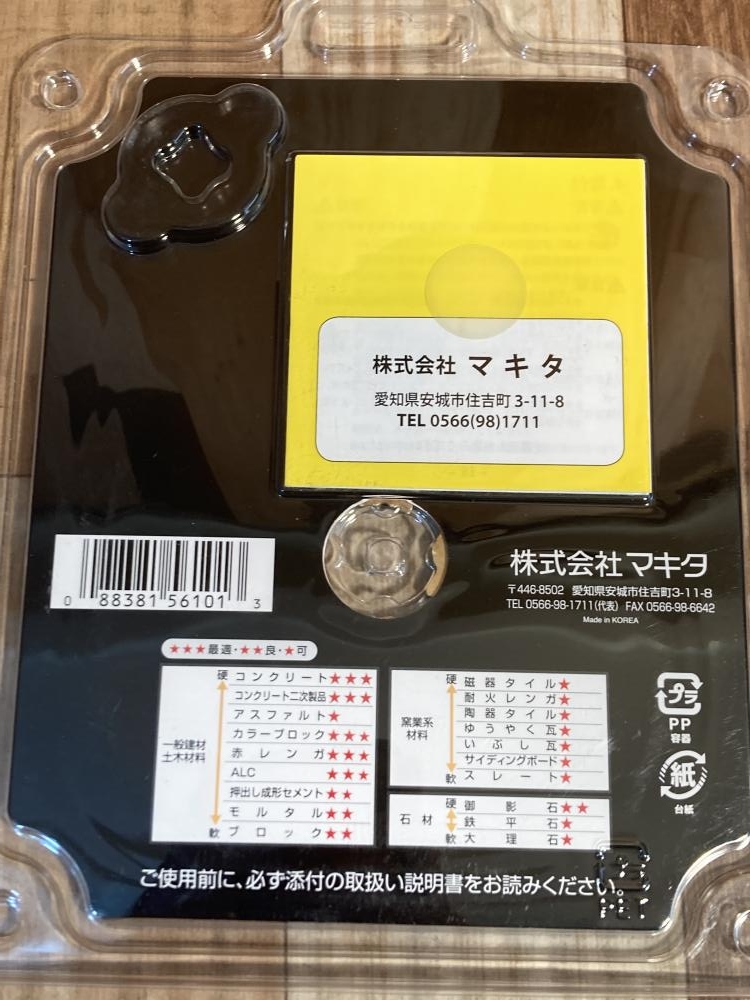 株式会社 マキタ
愛知県安城市住吉町 3-11-8
TEL 0566(98)1711
0 88381 56101 3
株式会社マキタ
〒446-8502 愛知県安城市住吉町3-11-8
TEL 0566-98-1711(代表) FAX 0566-98-6642
Made in KOREA
★★★最適・★★良・★可
一般建材
土木材料
硬 コンクリート★★★
コンクリート二次製品★★★
アスファルト★
カラーブロック★★★
赤レンガ★★★
ALC ★★★
押出し成形セメント★★
モルタル★★
軟 ブロック★★
窯業系
材料
硬 磁器タイル★
耐火レンガ★
陶器タイル★
ゆうやく瓦★
いぶし瓦★
サイディングボード★
軟 スレート★
石材
硬 御影石★★
鉄平石★
軟 大理石★
プラ
PP
容器
紙
台紙
ご使用前に、必ず添付の取扱い説明書をお読みください。